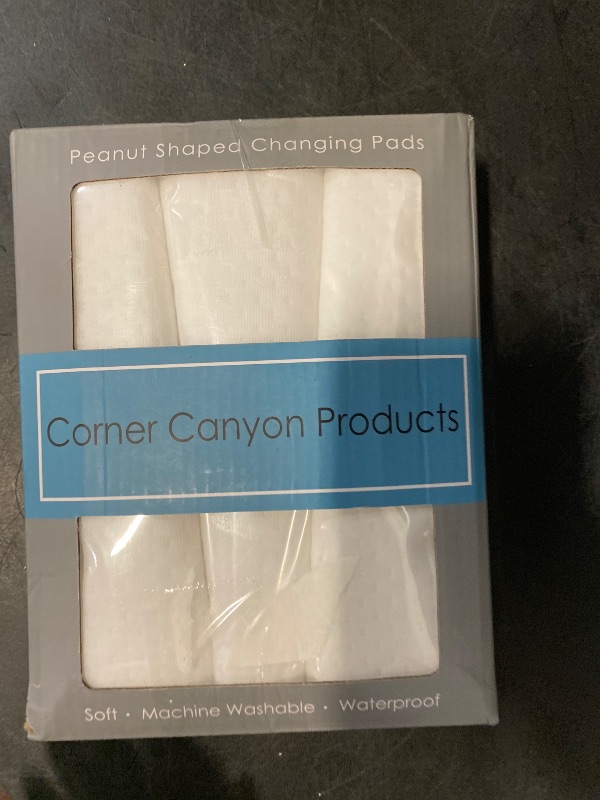 Peanut Shaped Changing Pads
Corner Canyon Products
Soft · Machine Washable · Waterproof